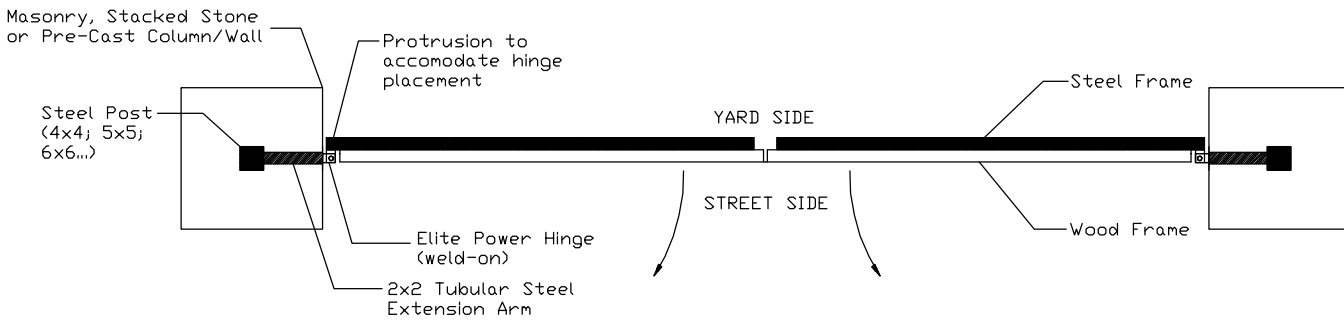 Masonry, Stacked Stone
or Pre-Cast Column/Wall
Protrusion to
accomodate hinge
placement
Steel Frame
Steel Post
(4x4; 5x5;
6x6...)
YARD SIDE
STREET SIDE
Wood Frame
Elite Power Hinge
(weld-on)
2x2 Tubular Steel
Extension Arm